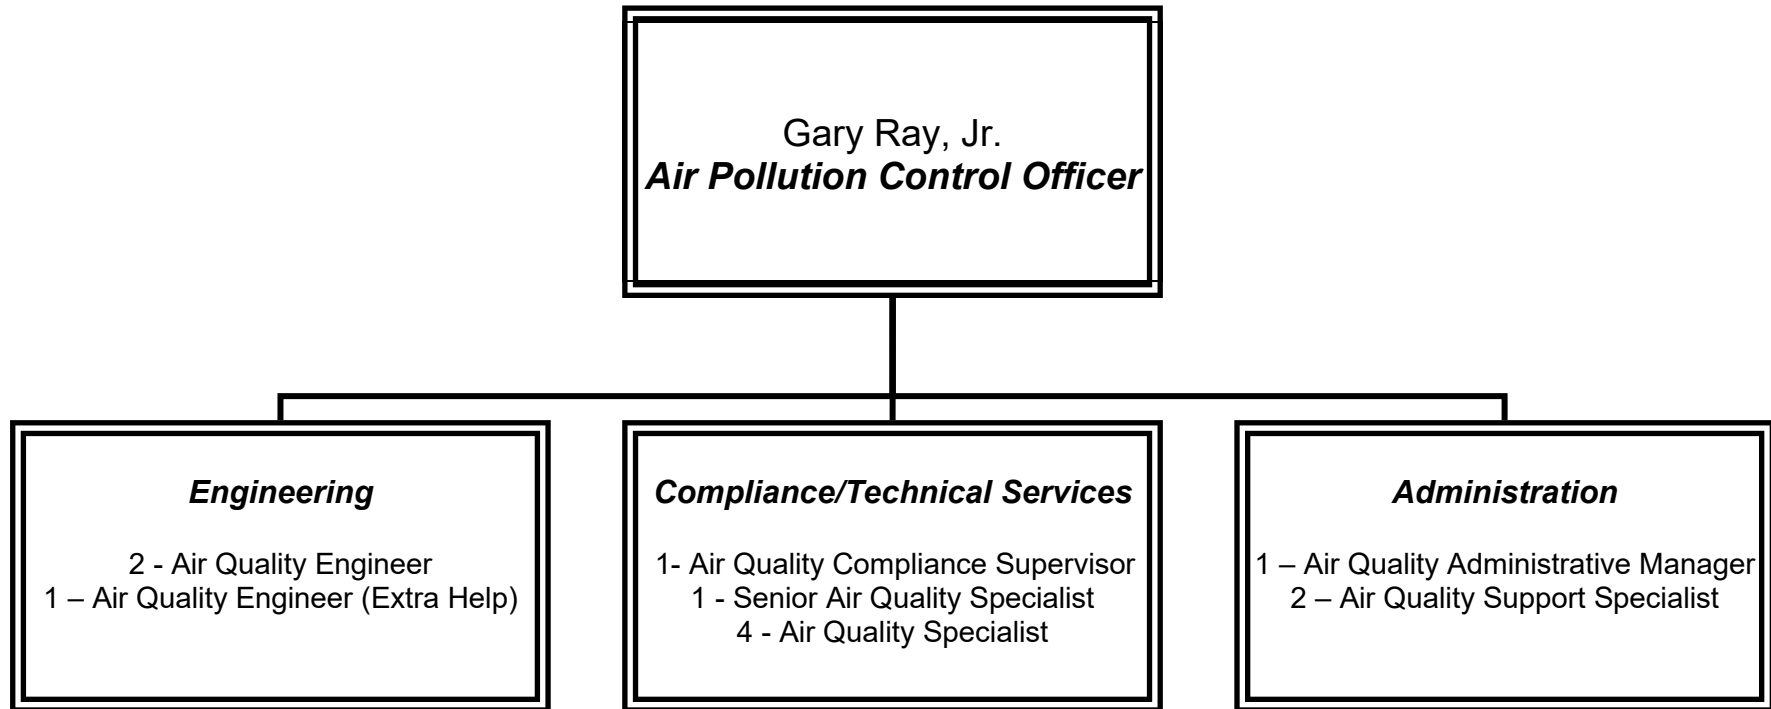 Gary Ray, Jr.
Air Pollution Control Officer
Engineering
2 - Air Quality Engineer
1 – Air Quality Engineer (Extra Help)
Compliance/Technical Services
1- Air Quality Compliance Supervisor
1 - Senior Air Quality Specialist
4 - Air Quality Specialist
Administration
1 – Air Quality Administrative Manager
2 – Air Quality Support Specialist